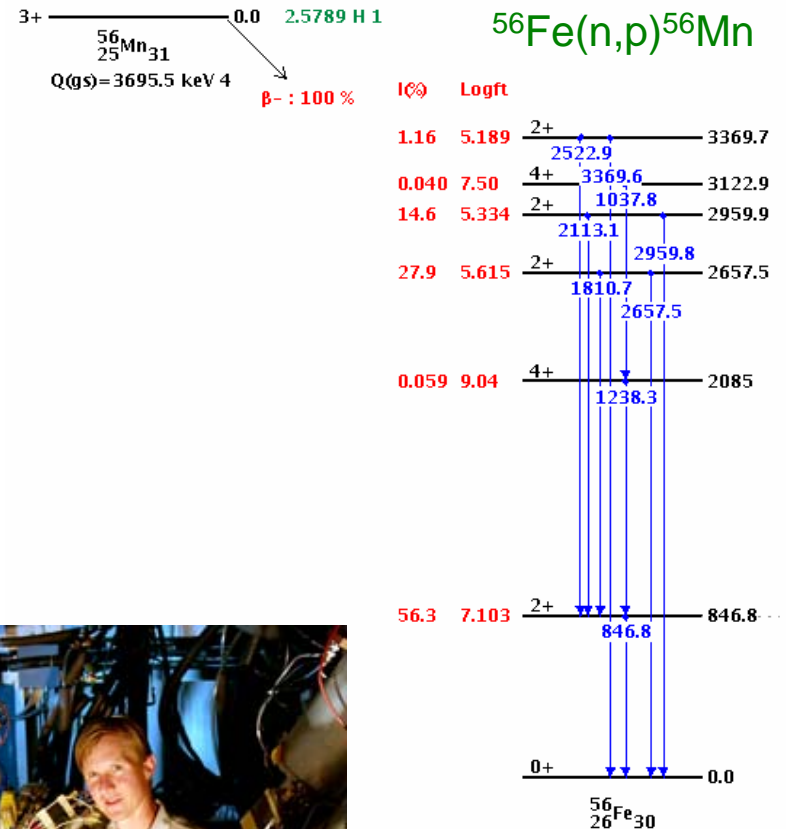 3+ 0.0 2.5789 H 1
⁵⁶₂₅Mn₃₁
Q(gs)=3695.5 keV 4
β- : 100 %
⁵⁶Fe(n,p)⁵⁶Mn
I(%) Logft
1.16 5.189 2+ 3369.7
2522.9
3369.6
0.040 7.50 4+ 3122.9
1037.8
14.6 5.334 2+ 2959.9
2113.1
2959.8
27.9 5.615 2+ 2657.5
1810.7
2657.5
0.059 9.04 4+ 2085
1238.3
56.3 7.103 2+ 846.8
846.8
0+ 0.0
⁵⁶₂₆Fe₃₀